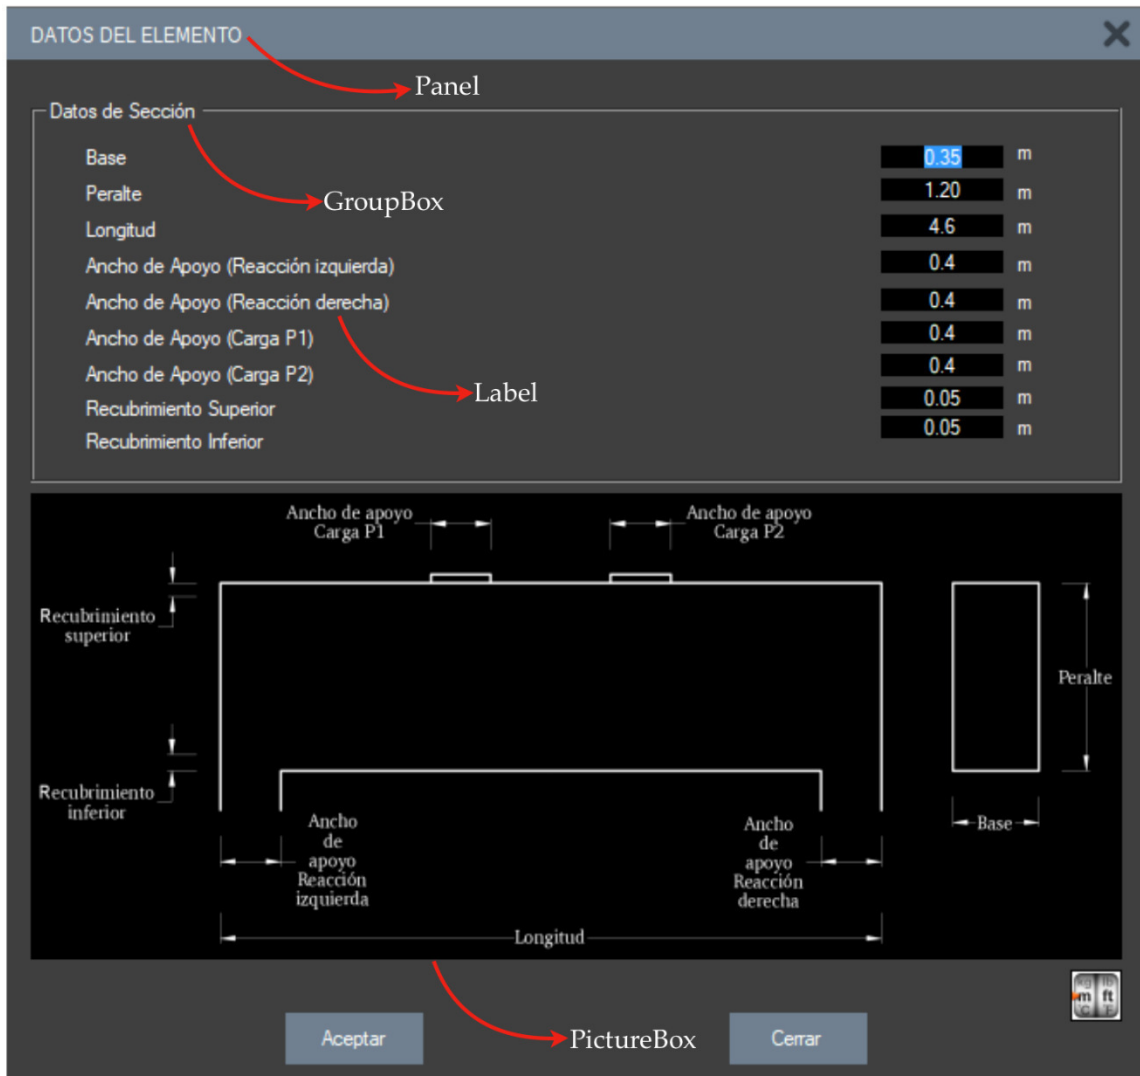 DATOS DEL ELEMENTO
Panel
Datos de Sección
Base 0.35 m
Peralte 1.20 m
GroupBox
Longitud 4.6 m
Ancho de Apoyo (Reacción izquierda) 0.4 m
Ancho de Apoyo (Reacción derecha) 0.4 m
Ancho de Apoyo (Carga P1) 0.4 m
Ancho de Apoyo (Carga P2) 0.4 m
Label
Recubrimiento Superior 0.05 m
Recubrimiento Inferior 0.05 m
Ancho de apoyo
Carga P1
Ancho de apoyo
Carga P2
Recubrimiento
superior
Peralte
Recubrimiento
inferior
Ancho
de
apoyo
Reacción
izquierda
Ancho
de
apoyo
Reacción
derecha
Base
Longitud
kg lb
m ft
C F
Aceptar
PictureBox
Cerrar